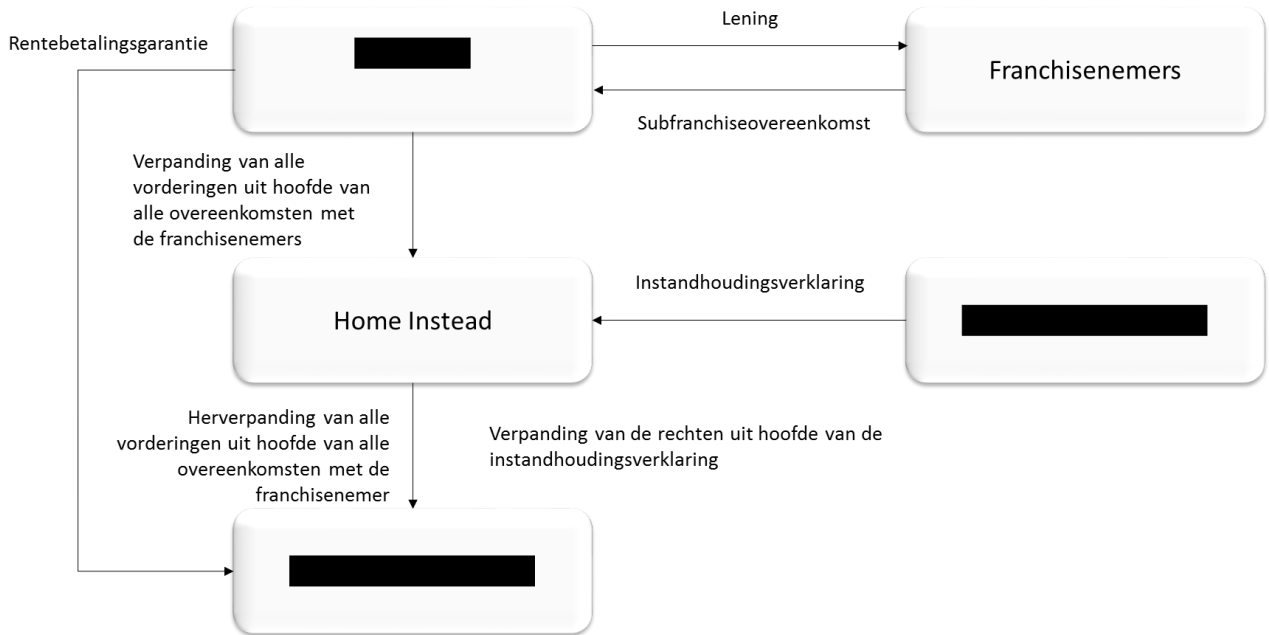 Lening
Rentebetalingsgarantie
Franchisenemers
Subfranchiseovereenkomst
Verpanding van alle
vorderingen uit hoofde van
alle overeenkomsten met
de franchisenemers
Instandhoudingsverklaring
Home Instead
Herverpanding van alle
vorderingen uit hoofde van alle
overeenkomsten met de
franchisenemer
Verpanding van de rechten uit hoofde van de
instandhoudingsverklaring